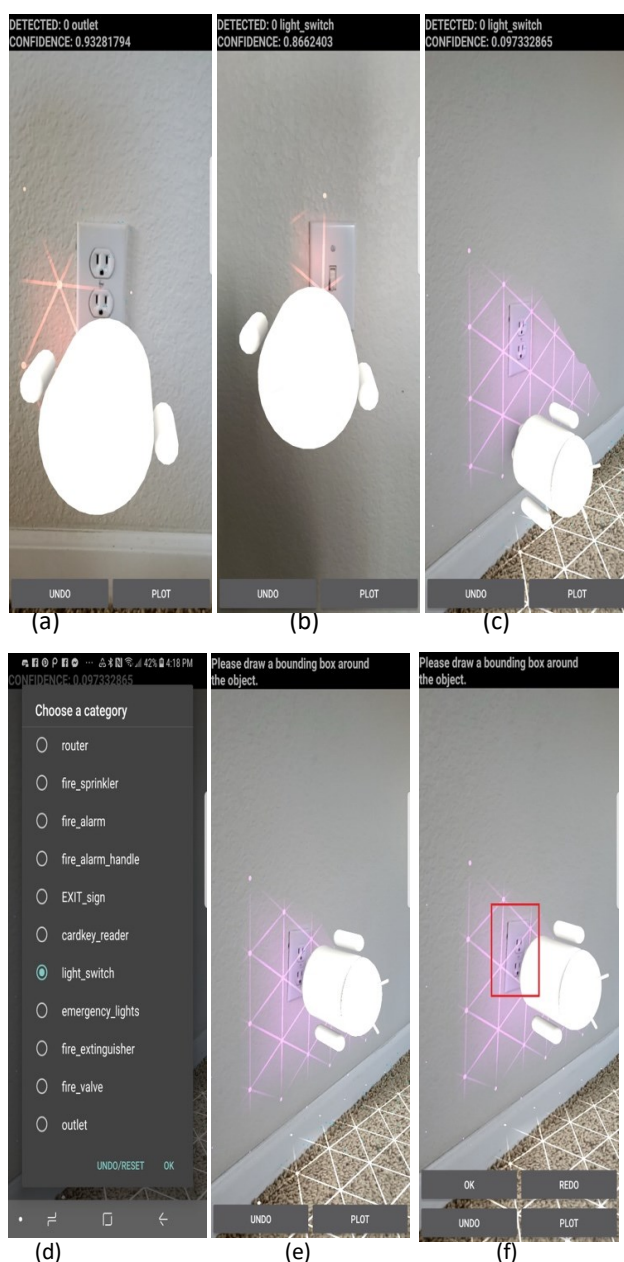 DETECTED: 0 outlet
CONFIDENCE: 0.93281794
UNDO
PLOT
(a)
DETECTED: 0 light_switch
CONFIDENCE: 0.8662403
UNDO
PLOT
(b)
DETECTED: 0 light_switch
CONFIDENCE: 0.097332865
UNDO
PLOT
(c)
42% 4:18 PM
CONFIDENCE: 0.097332865
Choose a category
router
fire_sprinkler
fire_alarm
fire_alarm_handle
EXIT_sign
cardkey_reader
light_switch
emergency_lights
fire_extinguisher
fire_valve
outlet
UNDO/RESET OK
(d)
Please draw a bounding box around
the object.
UNDO
PLOT
(e)
Please draw a bounding box around
the object.
OK
REDO
UNDO
PLOT
(f)